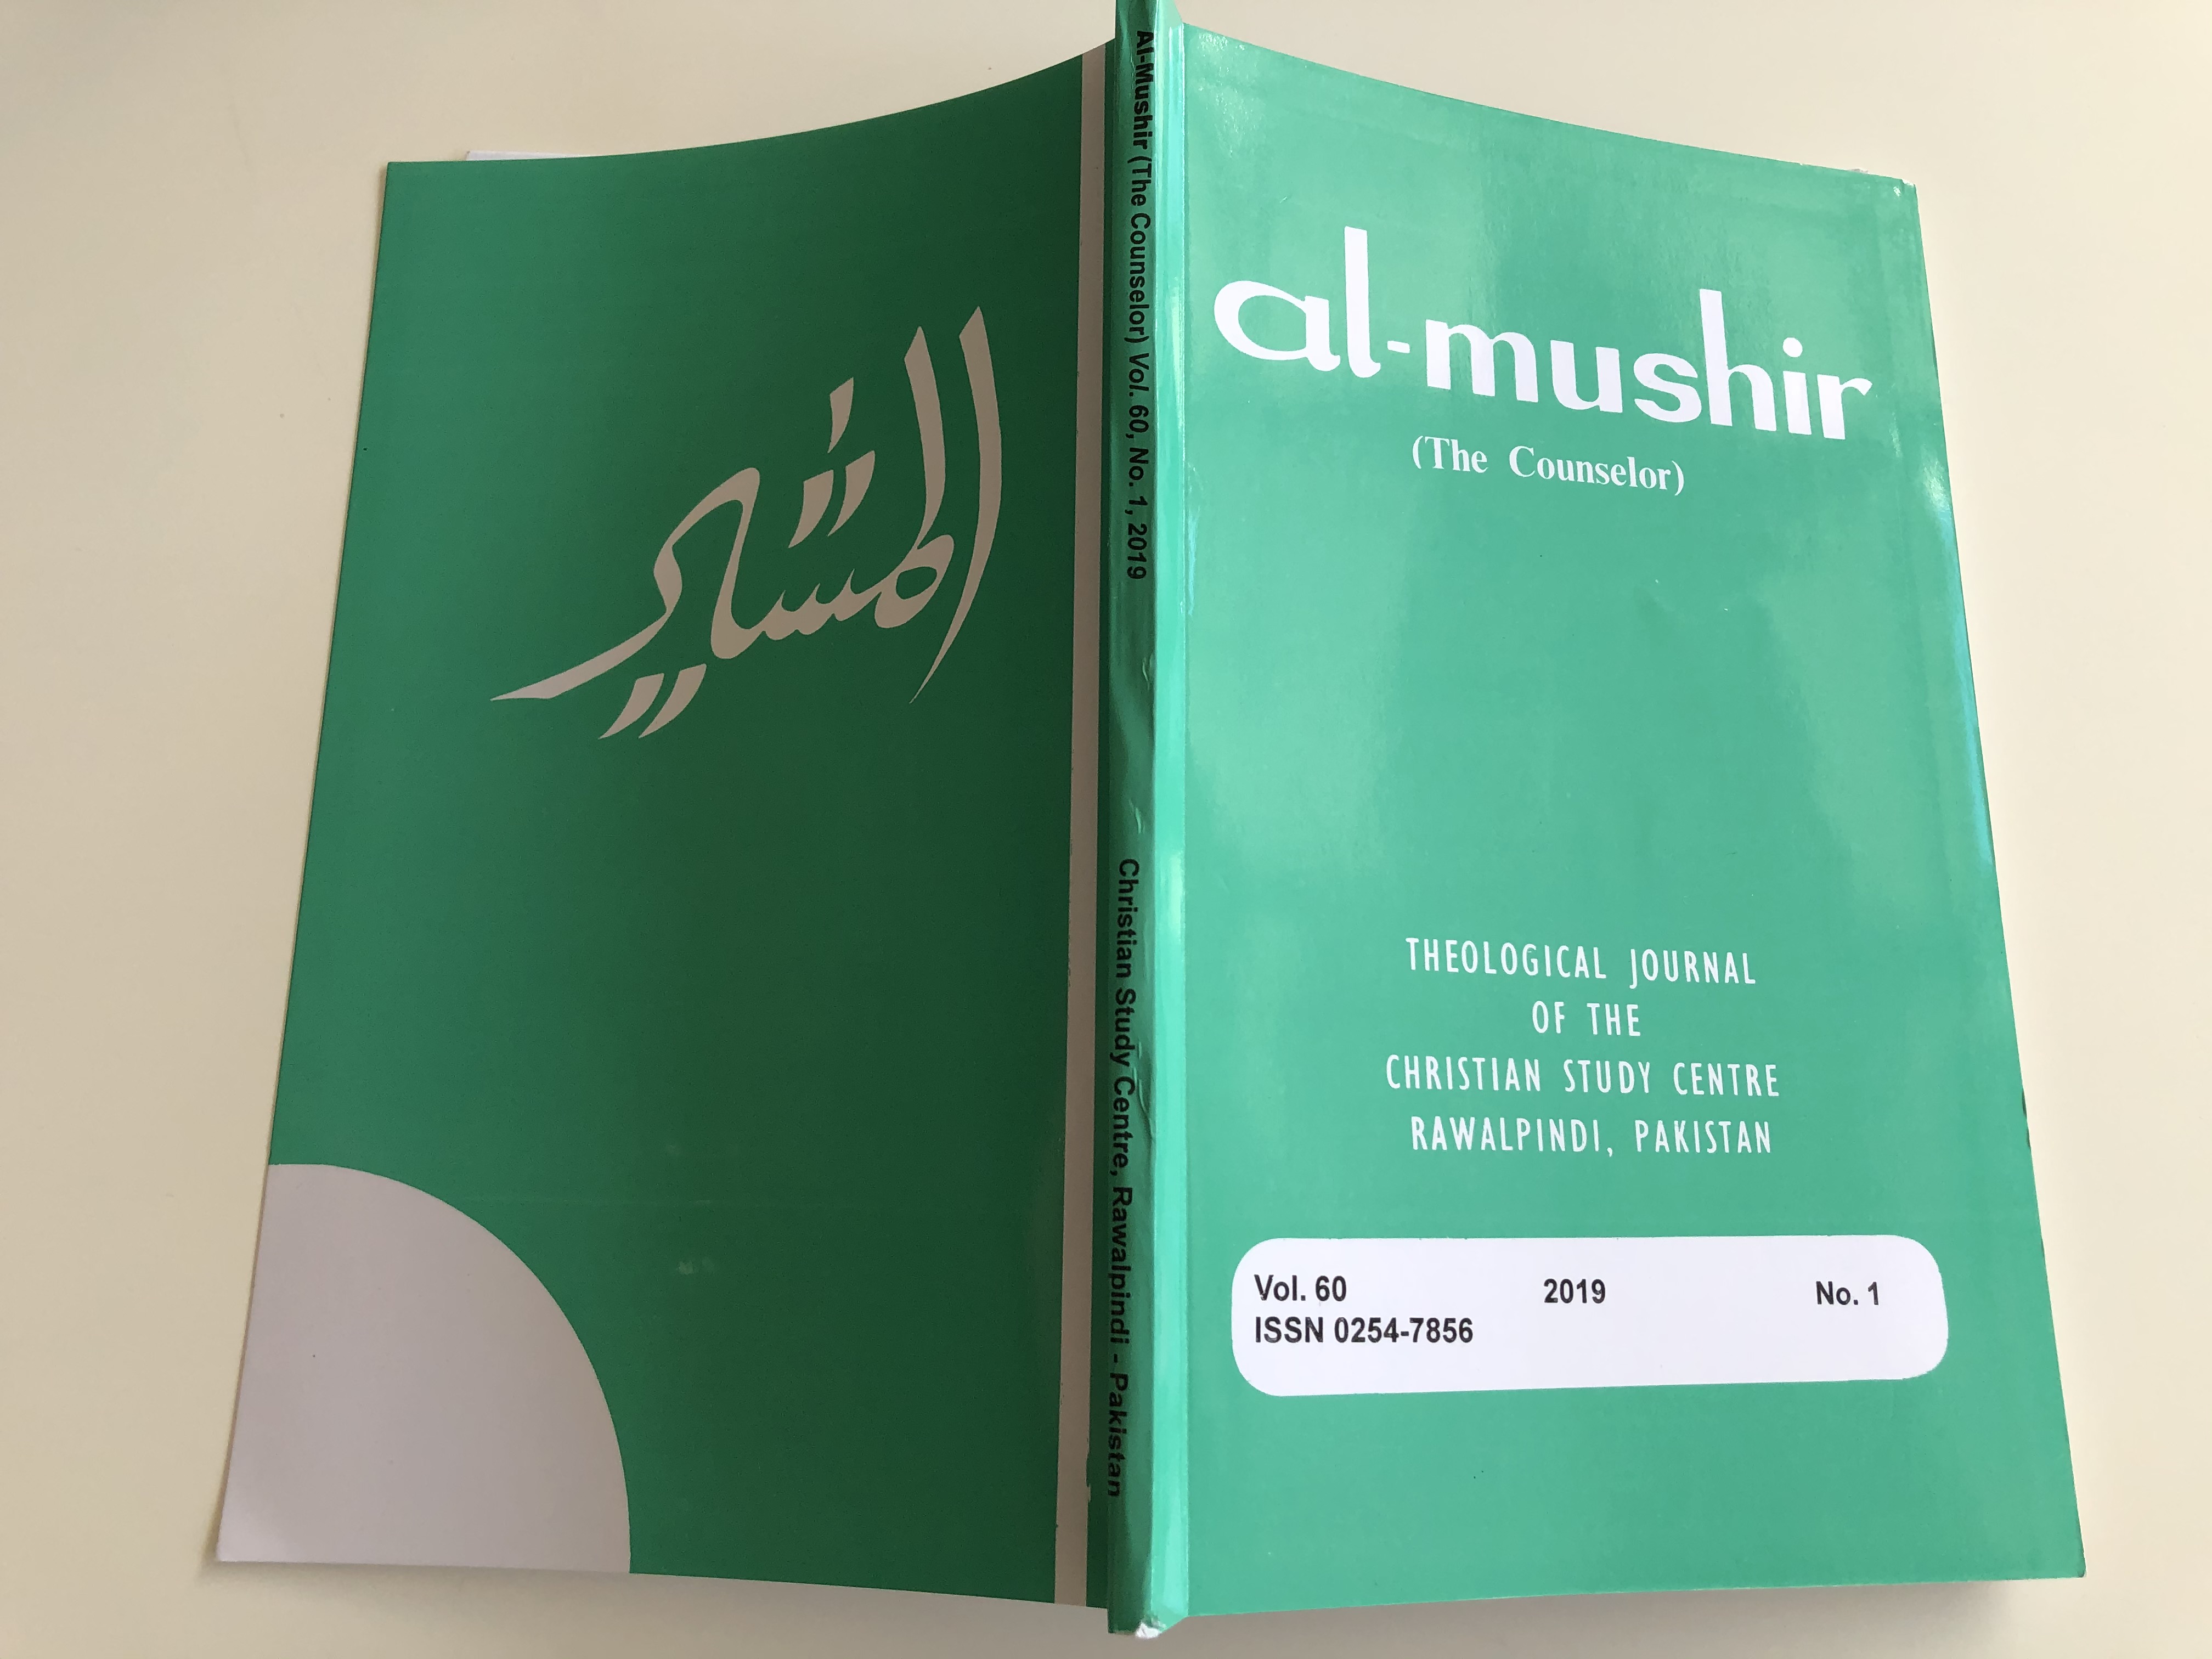 المشير
Al-Mushir (The Counselor) Vol. 60, No. 1, 2019
Christian Study Centre, Rawalpindi - Pakistan
al-mushir
(The Counselor)
THEOLOGICAL JOURNAL
OF THE
CHRISTIAN STUDY CENTRE
RAWALPINDI, PAKISTAN
Vol. 60 2019 No. 1
ISSN 0254-7856